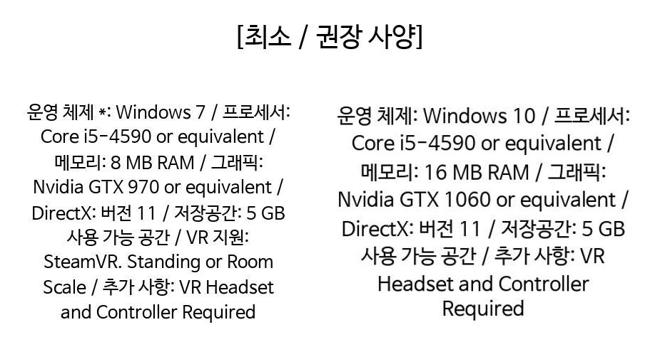 [최소 / 권장 사양]
운영 체제 *: Windows 7 / 프로세서:
Core i5-4590 or equivalent /
메모리: 8 MB RAM / 그래픽:
Nvidia GTX 970 or equivalent /
DirectX: 버전 11 / 저장공간: 5 GB
사용 가능 공간 / VR 지원:
SteamVR. Standing or Room
Scale / 추가 사항: VR Headset
and Controller Required
운영 체제: Windows 10 / 프로세서:
Core i5-4590 or equivalent /
메모리: 16 MB RAM / 그래픽:
Nvidia GTX 1060 or equivalent /
DirectX: 버전 11 / 저장공간: 5 GB
사용 가능 공간 / 추가 사항: VR
Headset and Controller
Required